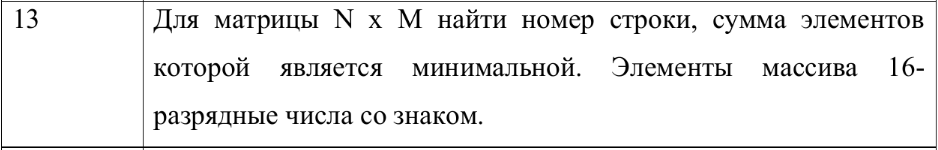 13 Для матрицы N x M найти номер строки, сумма элементов
которой является минимальной. Элементы массива 16-
разрядные числа со знаком.